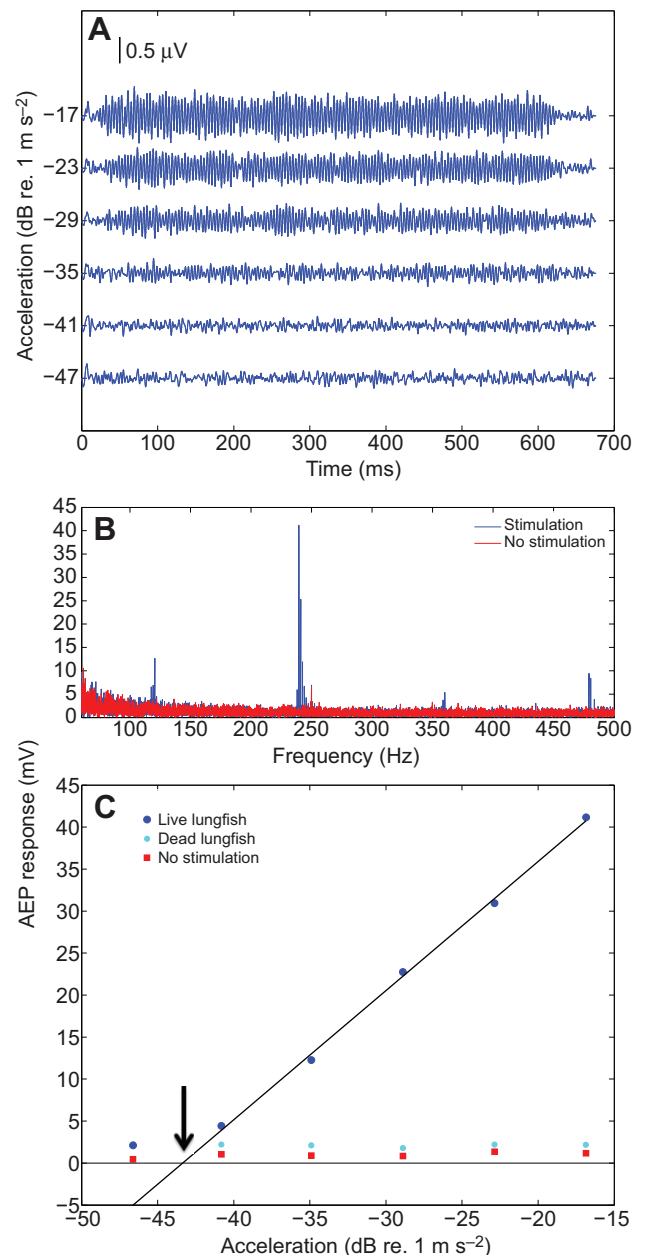 A
0.5 μV
Acceleration (dB re. 1 m s⁻²)
−17
−23
−29
−35
−41
−47
0 100 200 300 400 500 600 700
Time (ms)
B
Stimulation
No stimulation
45
40
35
30
25
20
15
10
5
0
100 150 200 250 300 350 400 450 500
Frequency (Hz)
AEP response (mV)
C
Live lungfish
Dead lungfish
No stimulation
45
40
35
30
25
20
15
10
5
0
−5
−50 −45 −40 −35 −30 −25 −20 −15
Acceleration (dB re. 1 m s⁻²)